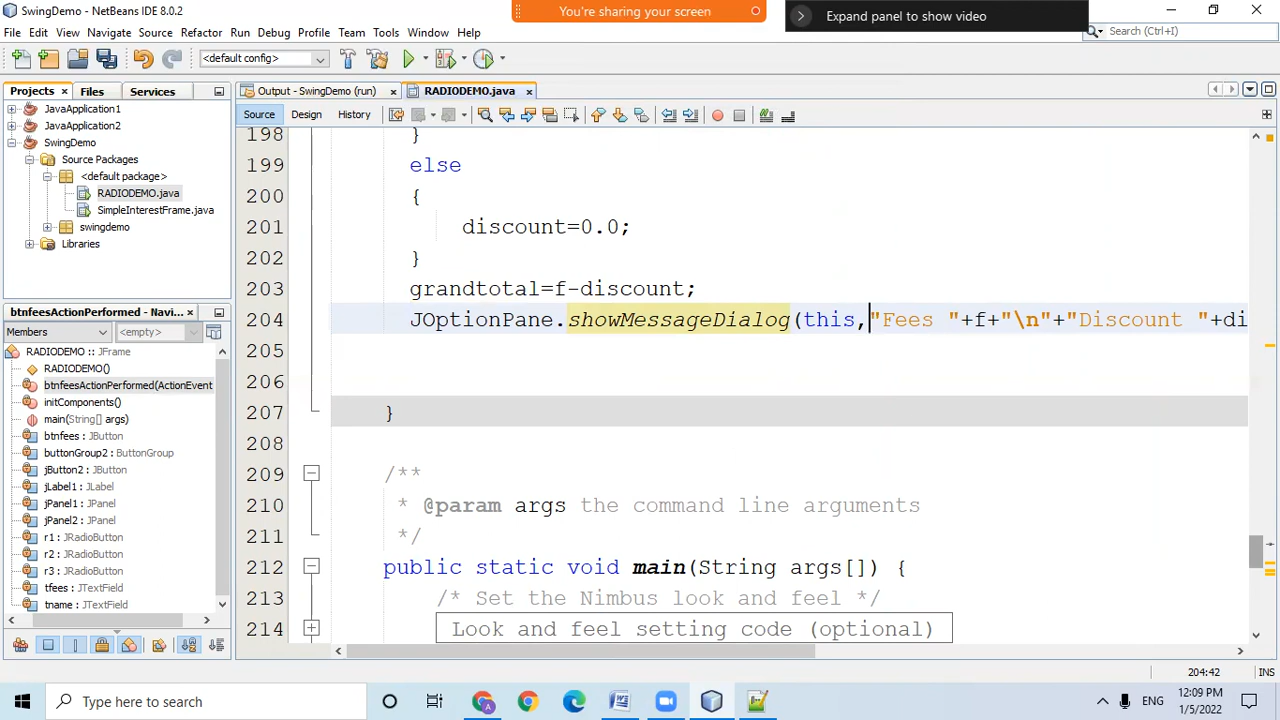 SwingDemo - NetBeans IDE 8.0.2
You're sharing your screen
Expand panel to show video
File Edit View Navigate Source Refactor Run Debug Profile Team Tools Window Help
Search (Ctrl+I)
<default config>
Projects Files Services
Output - SwingDemo (run) RADIODEMO.java
Source Design History
JavaApplication1
JavaApplication2
SwingDemo
Source Packages
<default package>
RADIODEMO.java
SimpleInterestFrame.java
swingdemo
Libraries
btnfeesActionPerformed - Navi...
Members <empty>
RADIODEMO :: JFrame
RADIODEMO()
btnfeesActionPerformed(ActionEvent
initComponents()
main(String[] args)
btnfees : JButton
buttonGroup2 : ButtonGroup
jButton2 : JButton
jLabel1 : JLabel
jPanel1 : JPanel
jPanel2 : JPanel
r1 : JRadioButton
r2 : JRadioButton
r3 : JRadioButton
tfees : JTextField
tname : JTextField
198 }
199 else
200 {
201 discount=0.0;
202 }
203 grandtotal=f-discount;
204 JOptionPane.showMessageDialog(this,"Fees "+f+"\n"+"Discount "+di
205
206
207 }
208
209 /**
210 * @param args the command line arguments
211 */
212 public static void main(String args[]) {
213 /* Set the Nimbus look and feel */
214 Look and feel setting code (optional)
204:42 INS
Type here to search
ENG
12:09 PM
1/5/2022